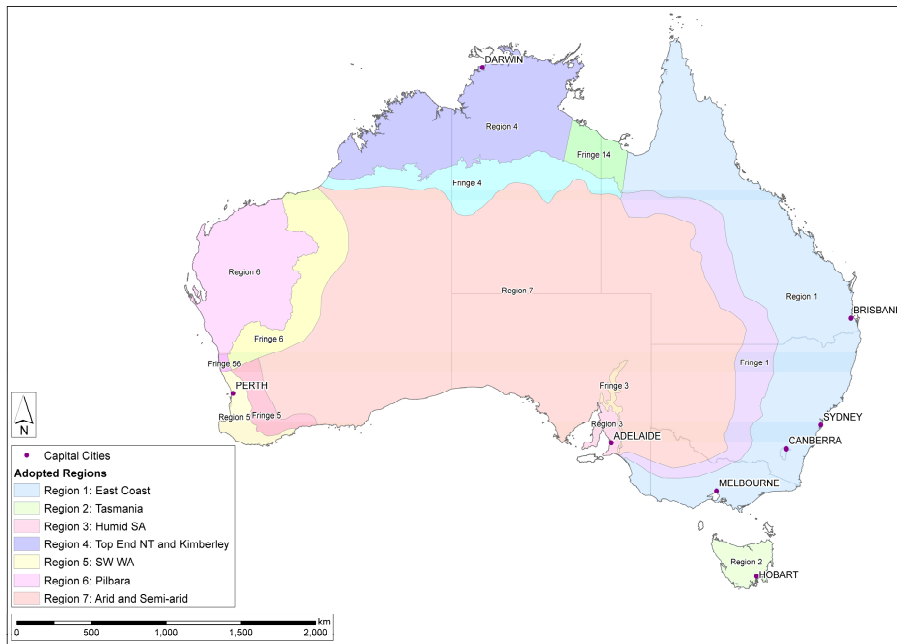 DARWIN
Region 4
Fringe 14
Fringe 4
Region 6
Region 7
Region 1
BRISBANE
Fringe 6
Fringe 1
Fringe 56
PERTH
Fringe 3
Region 5
Fringe 5
Region 3
ADELAIDE
SYDNEY
CANBERRA
MELBOURNE
Region 2
HOBART
N
Capital Cities
Adopted Regions
Region 1: East Coast
Region 2: Tasmania
Region 3: Humid SA
Region 4: Top End NT and Kimberley
Region 5: SW WA
Region 6: Pilbara
Region 7: Arid and Semi-arid
km
0 500 1,000 1,500 2,000